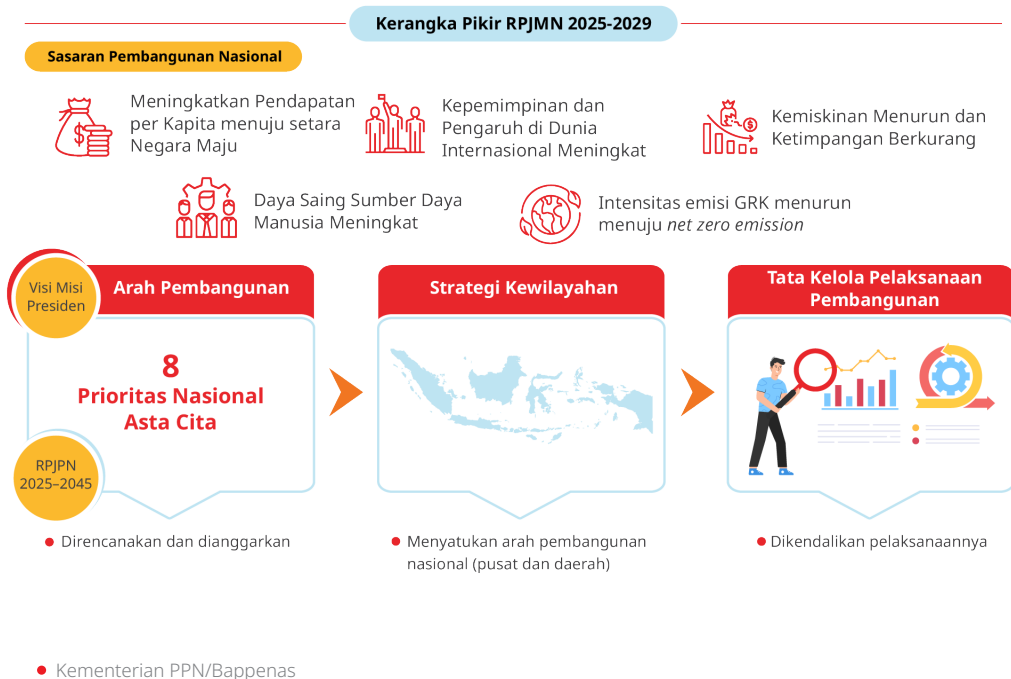 Kerangka Pikir RPJMN 2025-2029
Sasaran Pembangunan Nasional
Meningkatkan Pendapatan
per Kapita menuju setara
Negara Maju
Kepemimpinan dan
Pengaruh di Dunia
Internasional Meningkat
Kemiskinan Menurun dan
Ketimpangan Berkurang
Daya Saing Sumber Daya
Manusia Meningkat
Intensitas emisi GRK menurun
menuju net zero emission
Visi Misi
Presiden
Arah Pembangunan
8
Prioritas Nasional
Asta Cita
RPJPN
2025–2045
Direncanakan dan dianggarkan
Strategi Kewilayahan
Menyatukan arah pembangunan
nasional (pusat dan daerah)
Tata Kelola Pelaksanaan
Pembangunan
Dikendalikan pelaksanaannya
Kementerian PPN/Bappenas